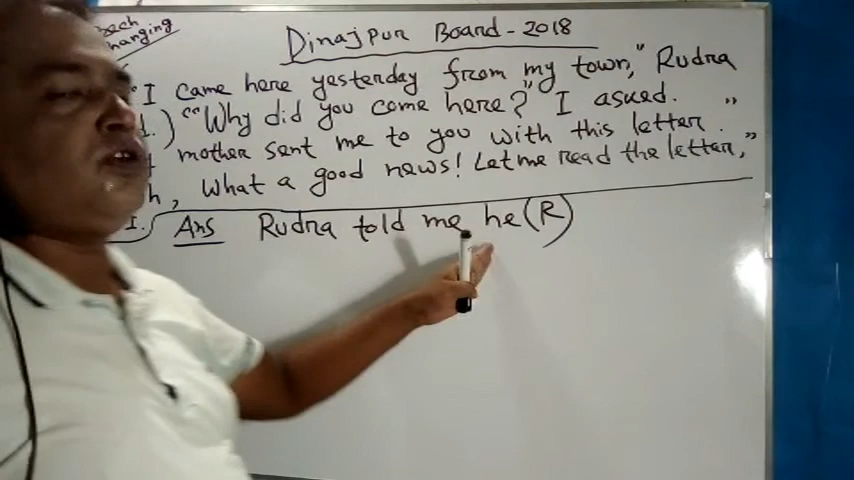 Dinajpur Board - 2018
hanging
"I came here yesterday from my town," Rudra
d.) "Why did you come here?" I asked.
mother sent me to you with this letter."
h, what a good news! Let me read the letter,"
I.
Ans Rudra told me he (R)